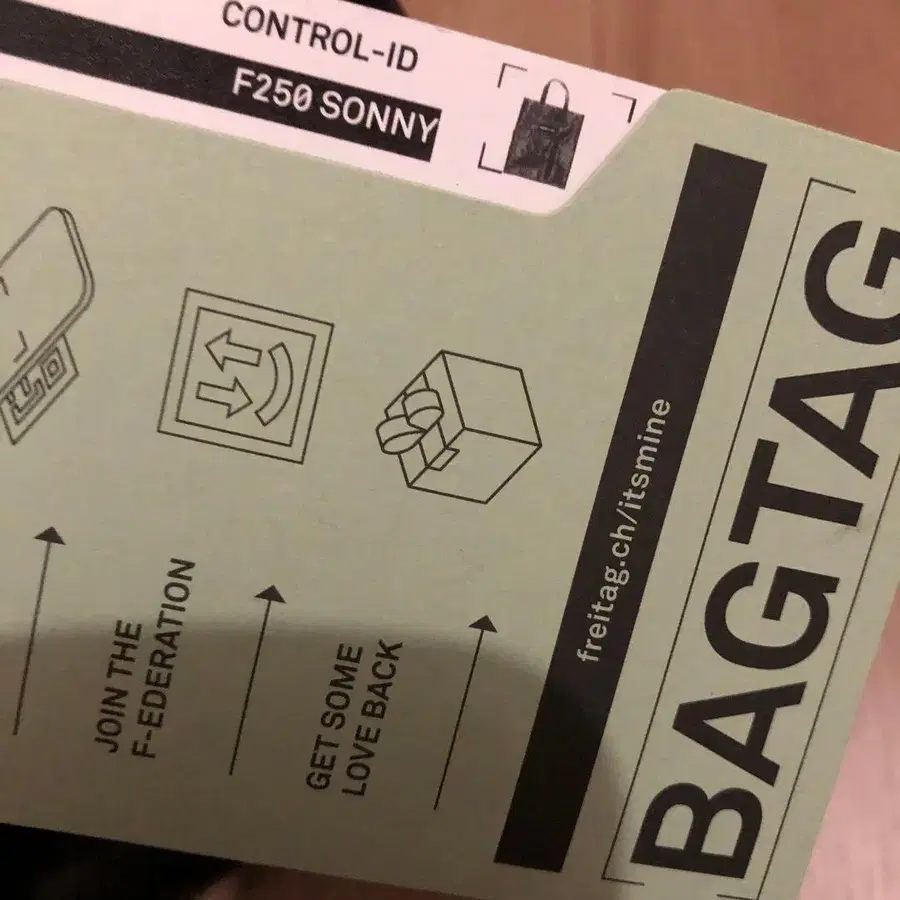 CONTROL-ID
F250 SONNY
JOIN THE
F-EDERATION
GET SOME
LOVE BACK
freitag.ch/itsmine
BAGTAG